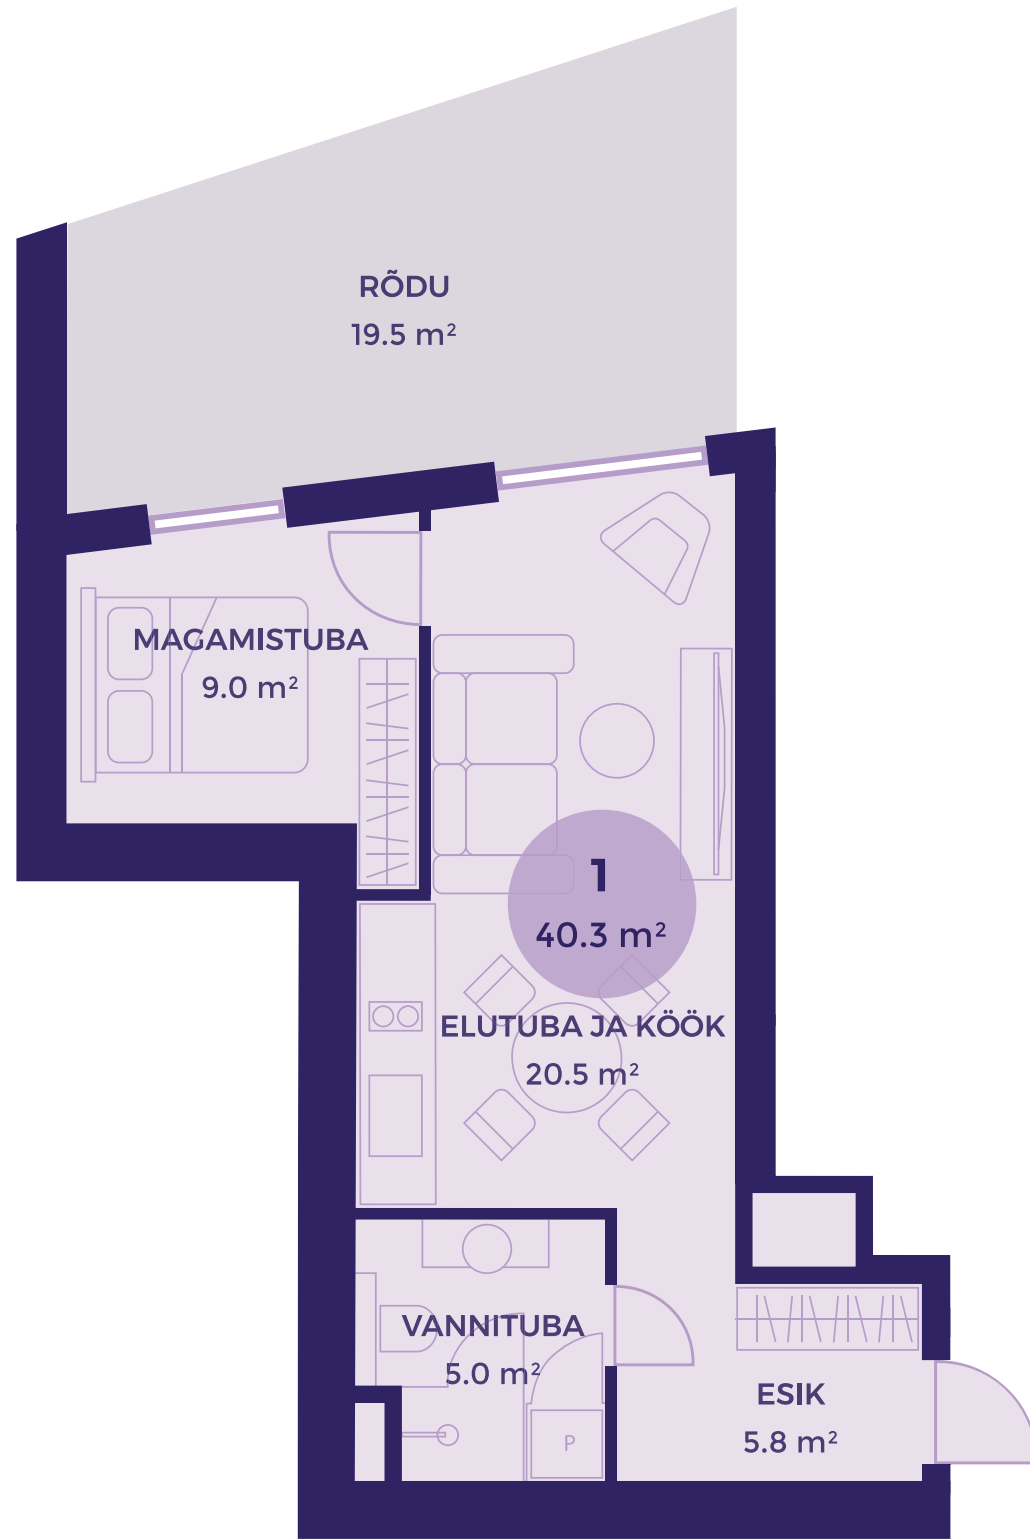 RÕDU
19.5 m²
MAGAMISTUBA
9.0 m²
1
40.3 m²
ELUTUBA JA KÖÖK
20.5 m²
VANNITUBA
5.0 m²
ESIK
5.8 m²
P